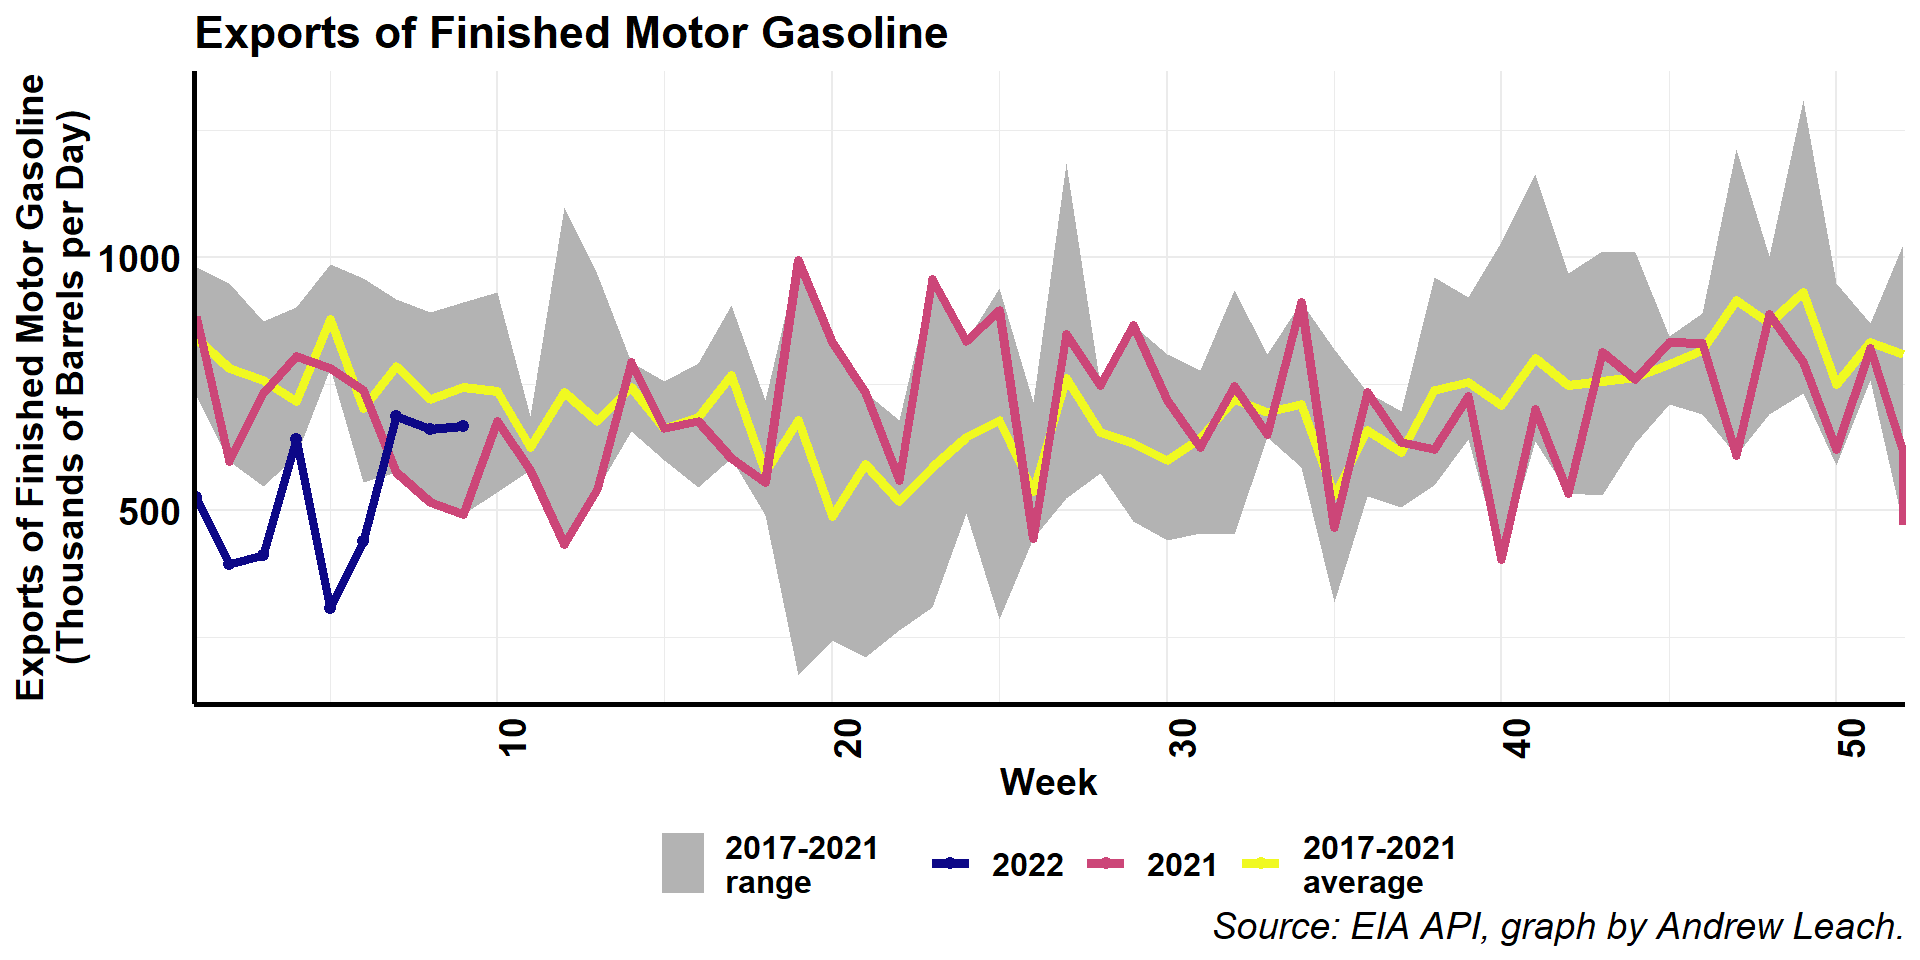 Exports of Finished Motor Gasoline
Exports of Finished Motor Gasoline
(Thousands of Barrels per Day)
1000
500
10
20
30
40
50
Week
2017-2021
range
2022
2021
2017-2021
average
Source: EIA API, graph by Andrew Leach.